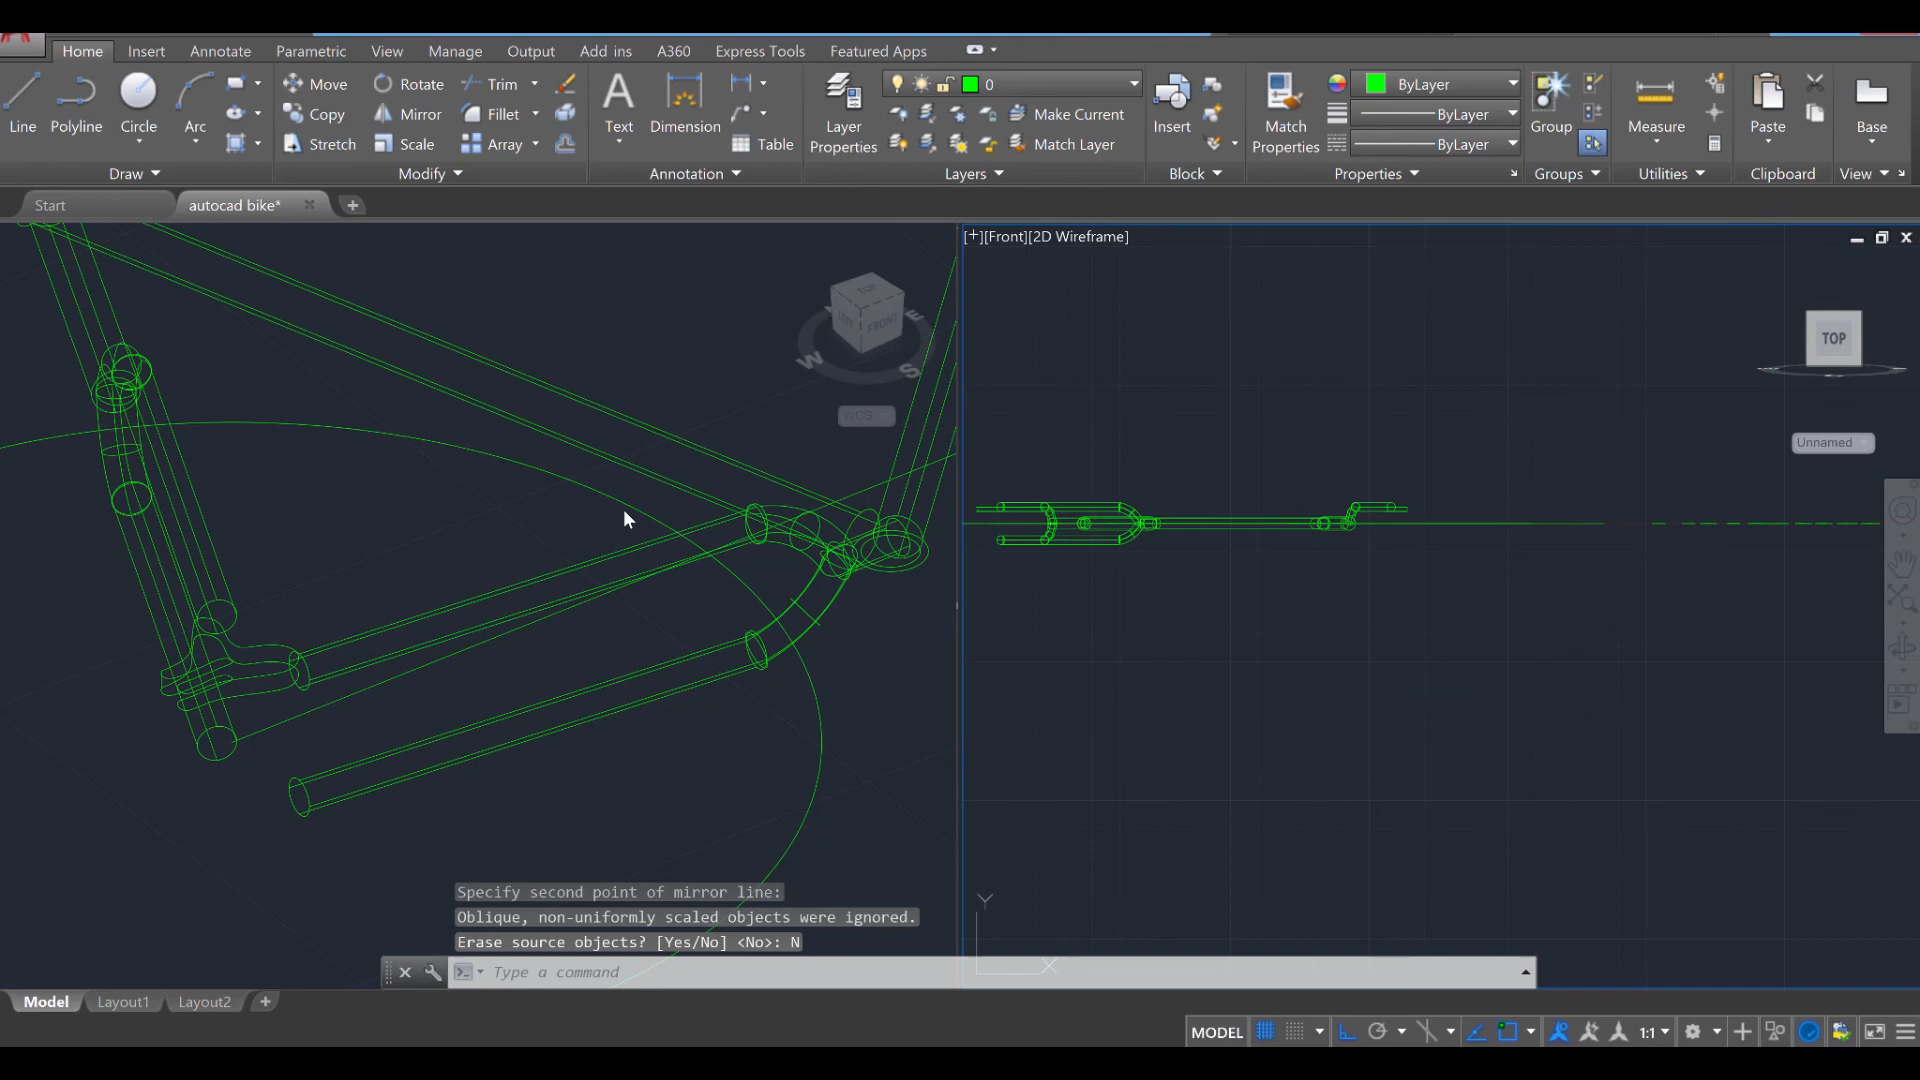 Home Insert Annotate Parametric View Manage Output Add ins A360 Express Tools Featured Apps
Line Polyline Circle Arc
Move Rotate Trim
Copy Mirror Fillet
Stretch Scale Array
Text Dimension Table
Layer Properties
0
Make Current
Match Layer
Insert
Match Properties
ByLayer
ByLayer
ByLayer
Group
Measure
Paste
Base
Draw Modify Annotation Layers Block Properties Groups Utilities Clipboard View
Start autocad bike*
[+][Front][2D Wireframe]
TOP
FRONT
W
S
E
WCS
TOP
Unnamed
Y
X
Specify second point of mirror line:
Oblique, non-uniformly scaled objects were ignored.
Erase source objects? [Yes/No] <No>: N
Type a command
Model Layout1 Layout2
MODEL 1:1